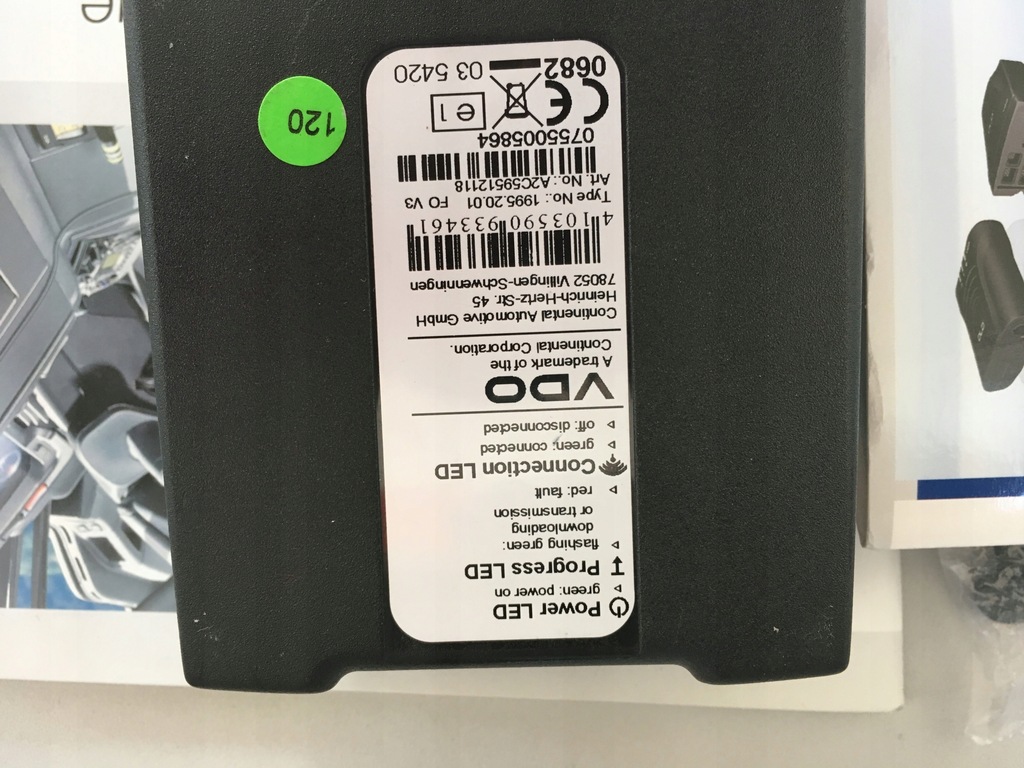 Power LED
▹ green: power on
Progress LED
▹ flashing green:
downloading
or transmission
▹ red: fault
Connection LED
▹ green: connected
▹ off: disconnected
VDO
A trademark of the
Continental Corporation.
Continental Automotive GmbH
Heinrich-Hertz-Str. 45
78052 Villingen-Schwenningen
4 103590 933461
Type No.: 1995.20.01 FO V3
Art. No.: A2C59512118
0755005864
CE
e1
0682
03 5420
120